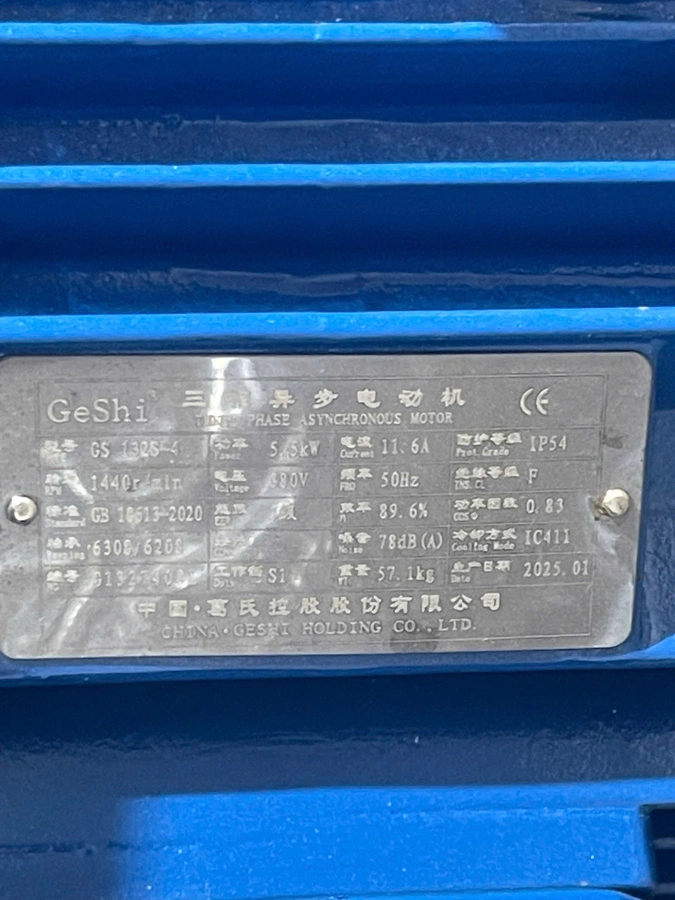 GeShi 三相异步电动机 CE
THREE PHASE ASYNCHRONOUS MOTOR
型号 GS 132S-4 功率 Power 5.5kW 电流 Current 11.6A 防护等级 Prot.Grade IP54
转速 RPM 1440r/min 电压 Voltage 380V 频率 FRQ 50Hz 绝缘等级 INS.CL F
标准 Standard GB 18613-2020 效率 η 89.6% 功率因数 COSΦ 0.83
轴承 Bearing 6308/6208 噪音 Noise 78dB(A) 冷却方式 Cooling Mode IC411
编号 工作制 Duty S1 重量 WT 57.1kg 生产日期 Date 2025.01
中国·葛氏控股股份有限公司
CHINA·GESHI HOLDING CO.,LTD.